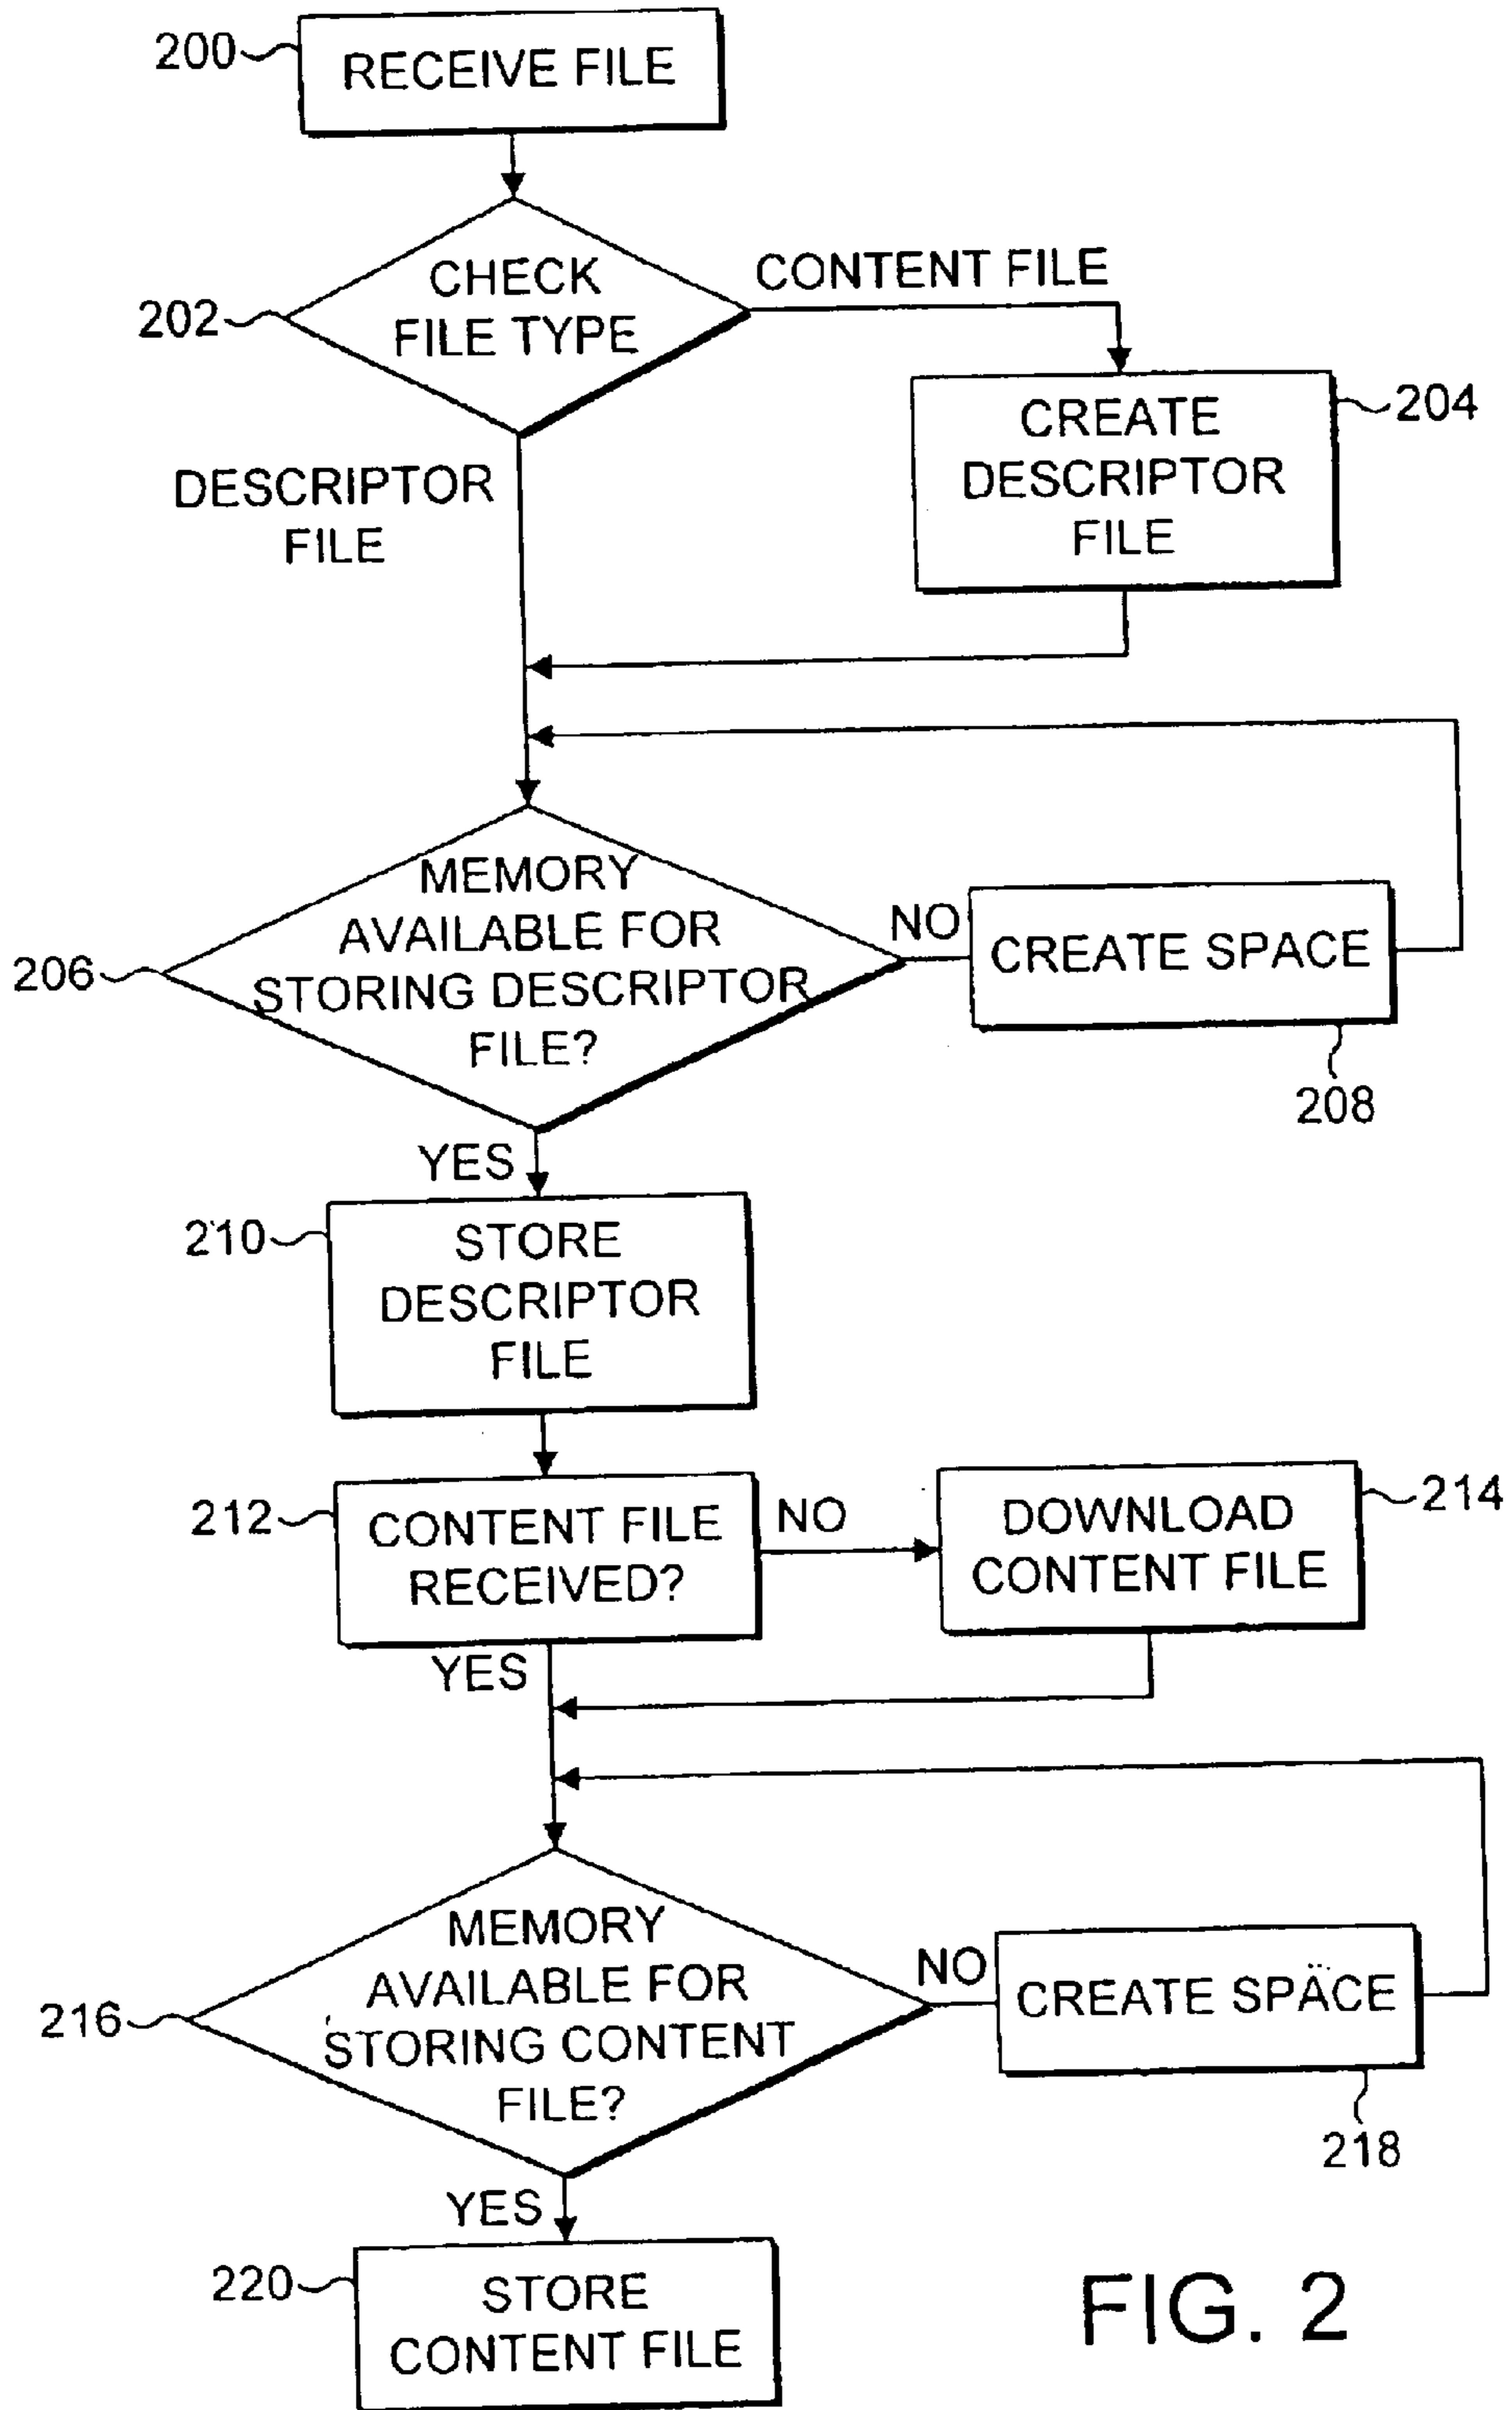 200
RECEIVE FILE
202
CHECK
FILE TYPE
CONTENT FILE
204
CREATE
DESCRIPTOR
FILE
DESCRIPTOR
FILE
206
MEMORY
AVAILABLE FOR
STORING DESCRIPTOR
FILE?
NO
CREATE SPACE
208
YES
210
STORE
DESCRIPTOR
FILE
212
CONTENT FILE
RECEIVED?
NO
214
DOWNLOAD
CONTENT FILE
YES
216
MEMORY
AVAILABLE FOR
STORING CONTENT
FILE?
NO
CREATE SPACE
218
YES
220
STORE
CONTENT FILE
FIG. 2